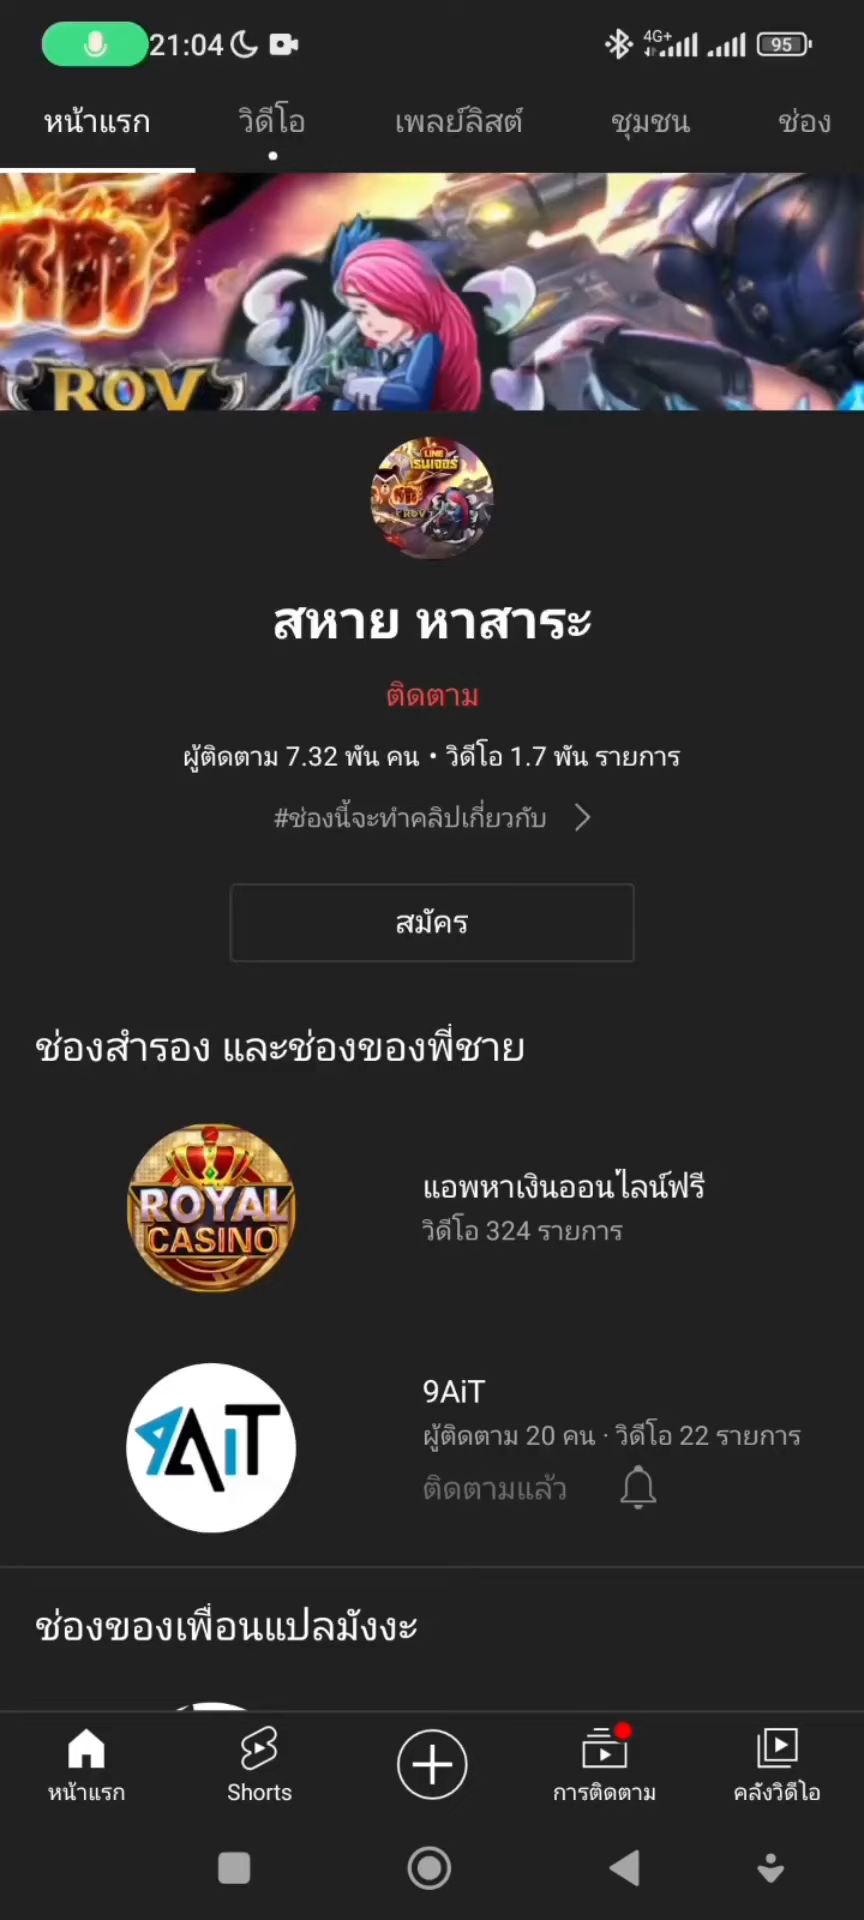 21:04
4G+
95
หน้าแรก
วิดีโอ
เพลย์ลิสต์
ชุมชน
ช่อง
RoV
LINE
เรนเจอร์
RoV
สหาย หาสาระ
ติดตาม
ผู้ติดตาม 7.32 พัน คน • วิดีโอ 1.7 พัน รายการ
#ช่องนี้จะทำคลิปเกี่ยวกับ
สมัคร
ช่องสำรอง และช่องของพี่ชาย
ROYAL
CASINO
แอพหาเงินออนไลน์ฟรี
วิดีโอ 324 รายการ
9AiT
9AiT
ผู้ติดตาม 20 คน · วิดีโอ 22 รายการ
ติดตามแล้ว
ช่องของเพื่อนแปลมังงะ
หน้าแรก
Shorts
การติดตาม
คลังวิดีโอ